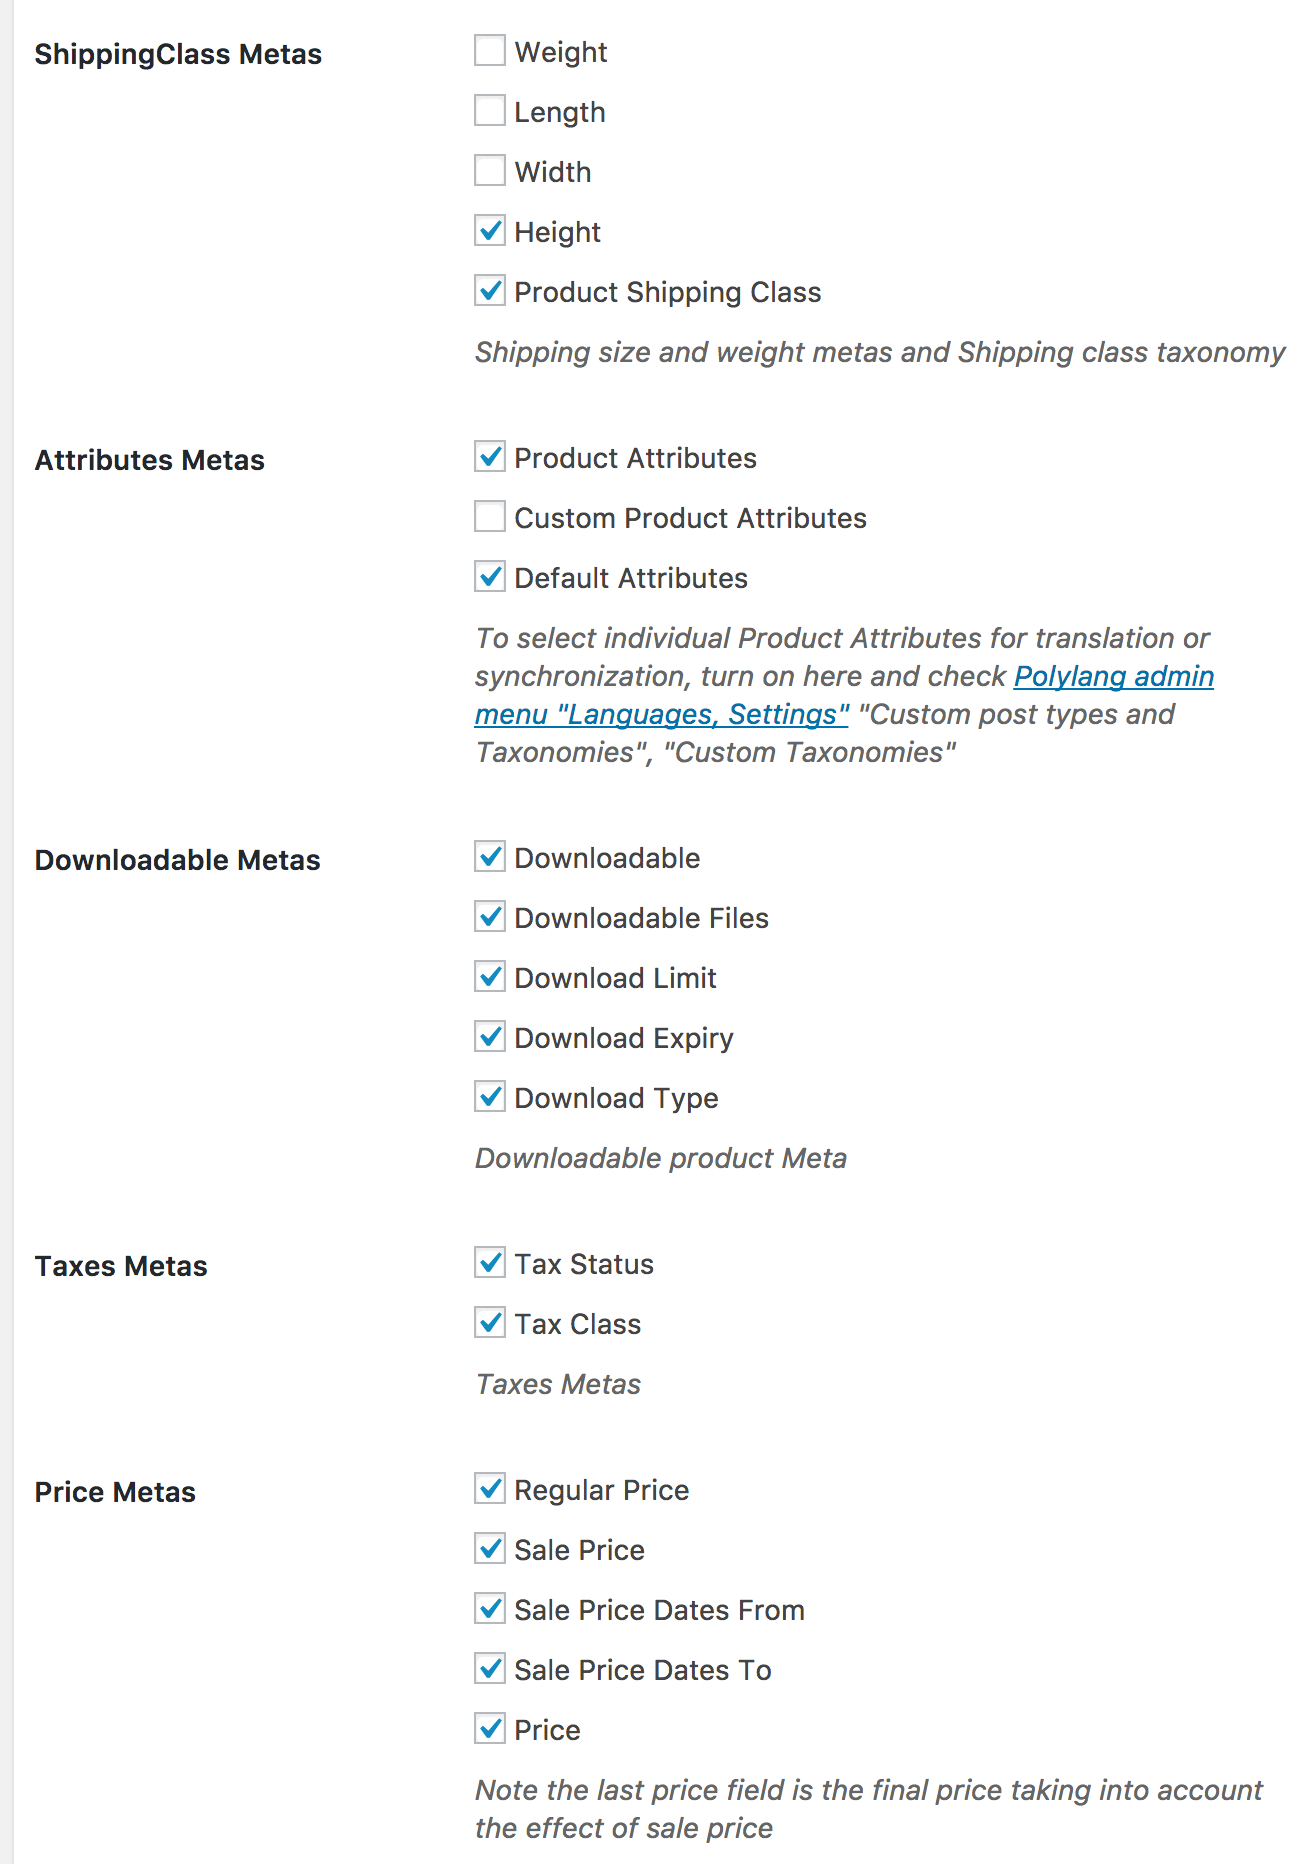 ShippingClass Metas
Weight
Length
Width
Height
Product Shipping Class
Shipping size and weight metas and Shipping class taxonomy
Attributes Metas
Product Attributes
Custom Product Attributes
Default Attributes
To select individual Product Attributes for translation or
synchronization, turn on here and check Polylang admin
menu "Languages, Settings" "Custom post types and
Taxonomies", "Custom Taxonomies"
Downloadable Metas
Downloadable
Downloadable Files
Download Limit
Download Expiry
Download Type
Downloadable product Meta
Taxes Metas
Tax Status
Tax Class
Taxes Metas
Price Metas
Regular Price
Sale Price
Sale Price Dates From
Sale Price Dates To
Price
Note the last price field is the final price taking into account
the effect of sale price